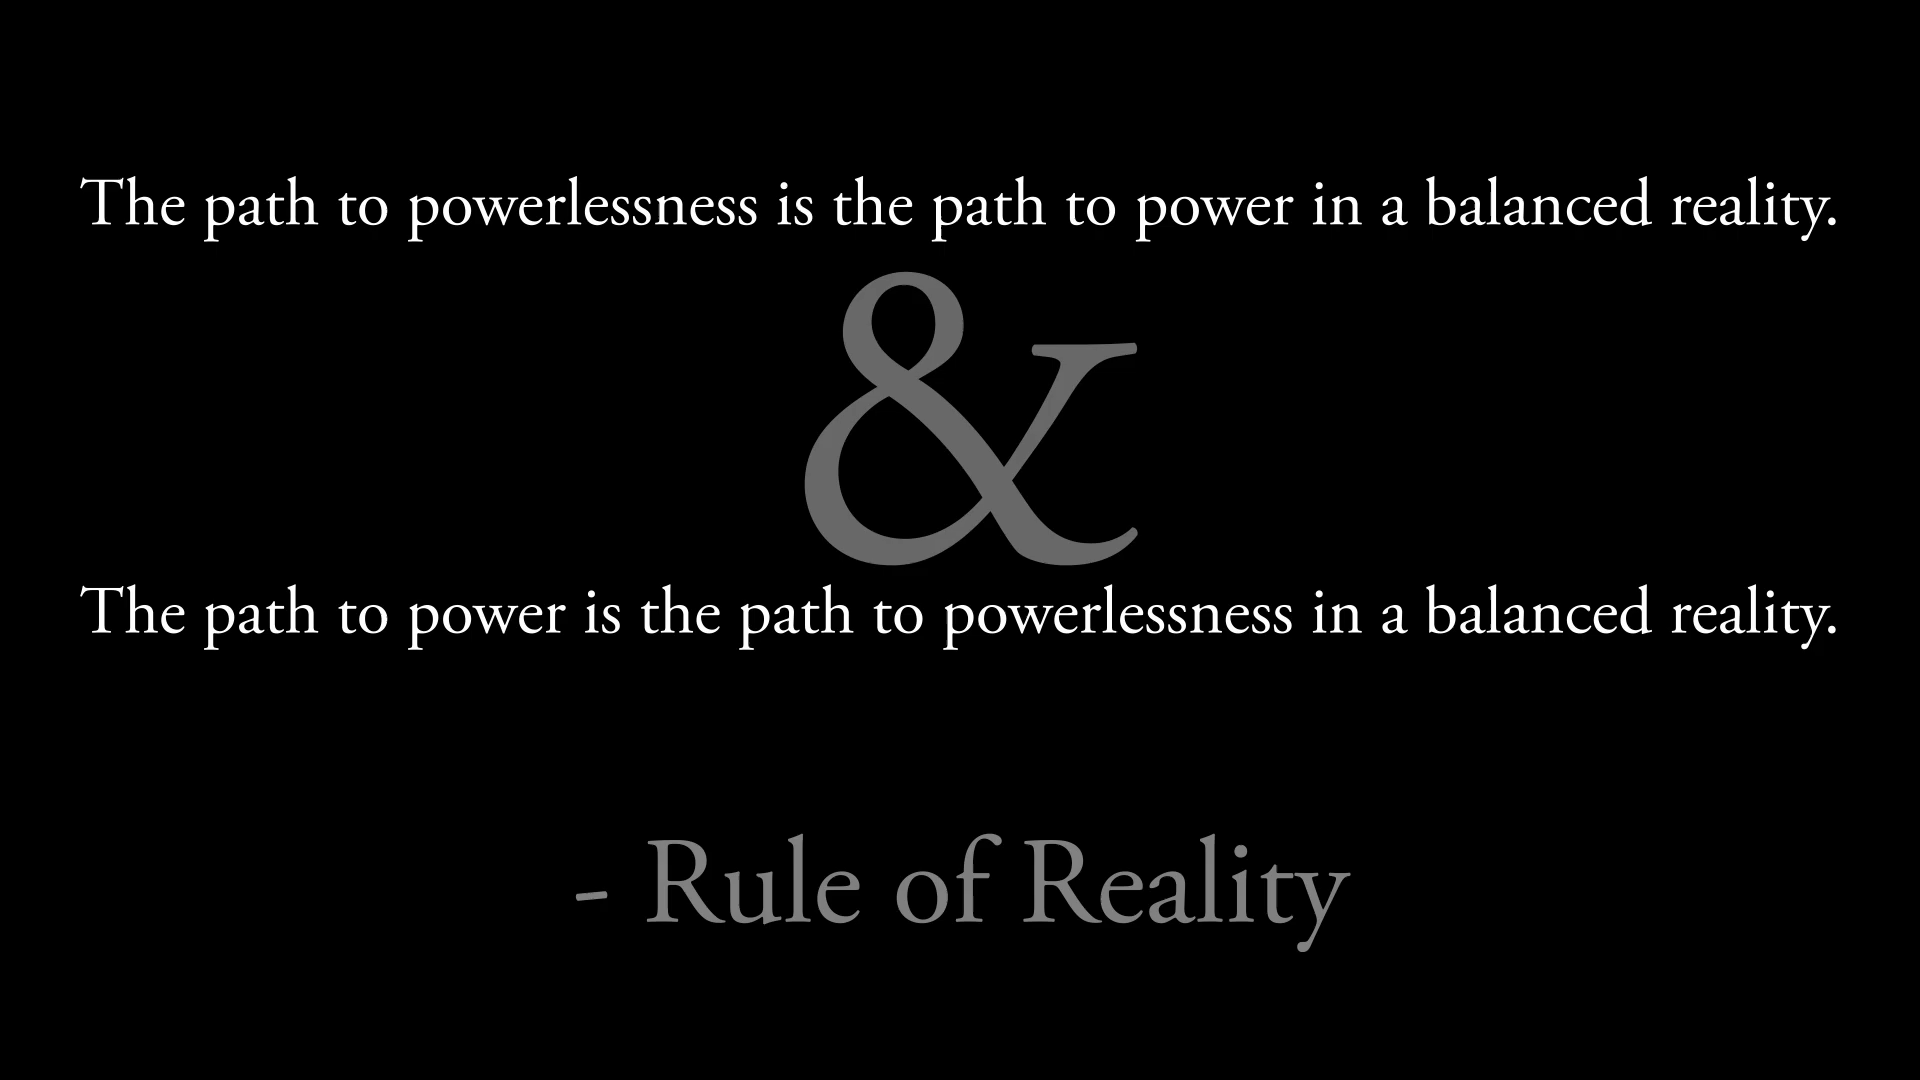 The path to powerlessness is the path to power in a balanced reality.
&
The path to power is the path to powerlessness in a balanced reality.
- Rule of Reality